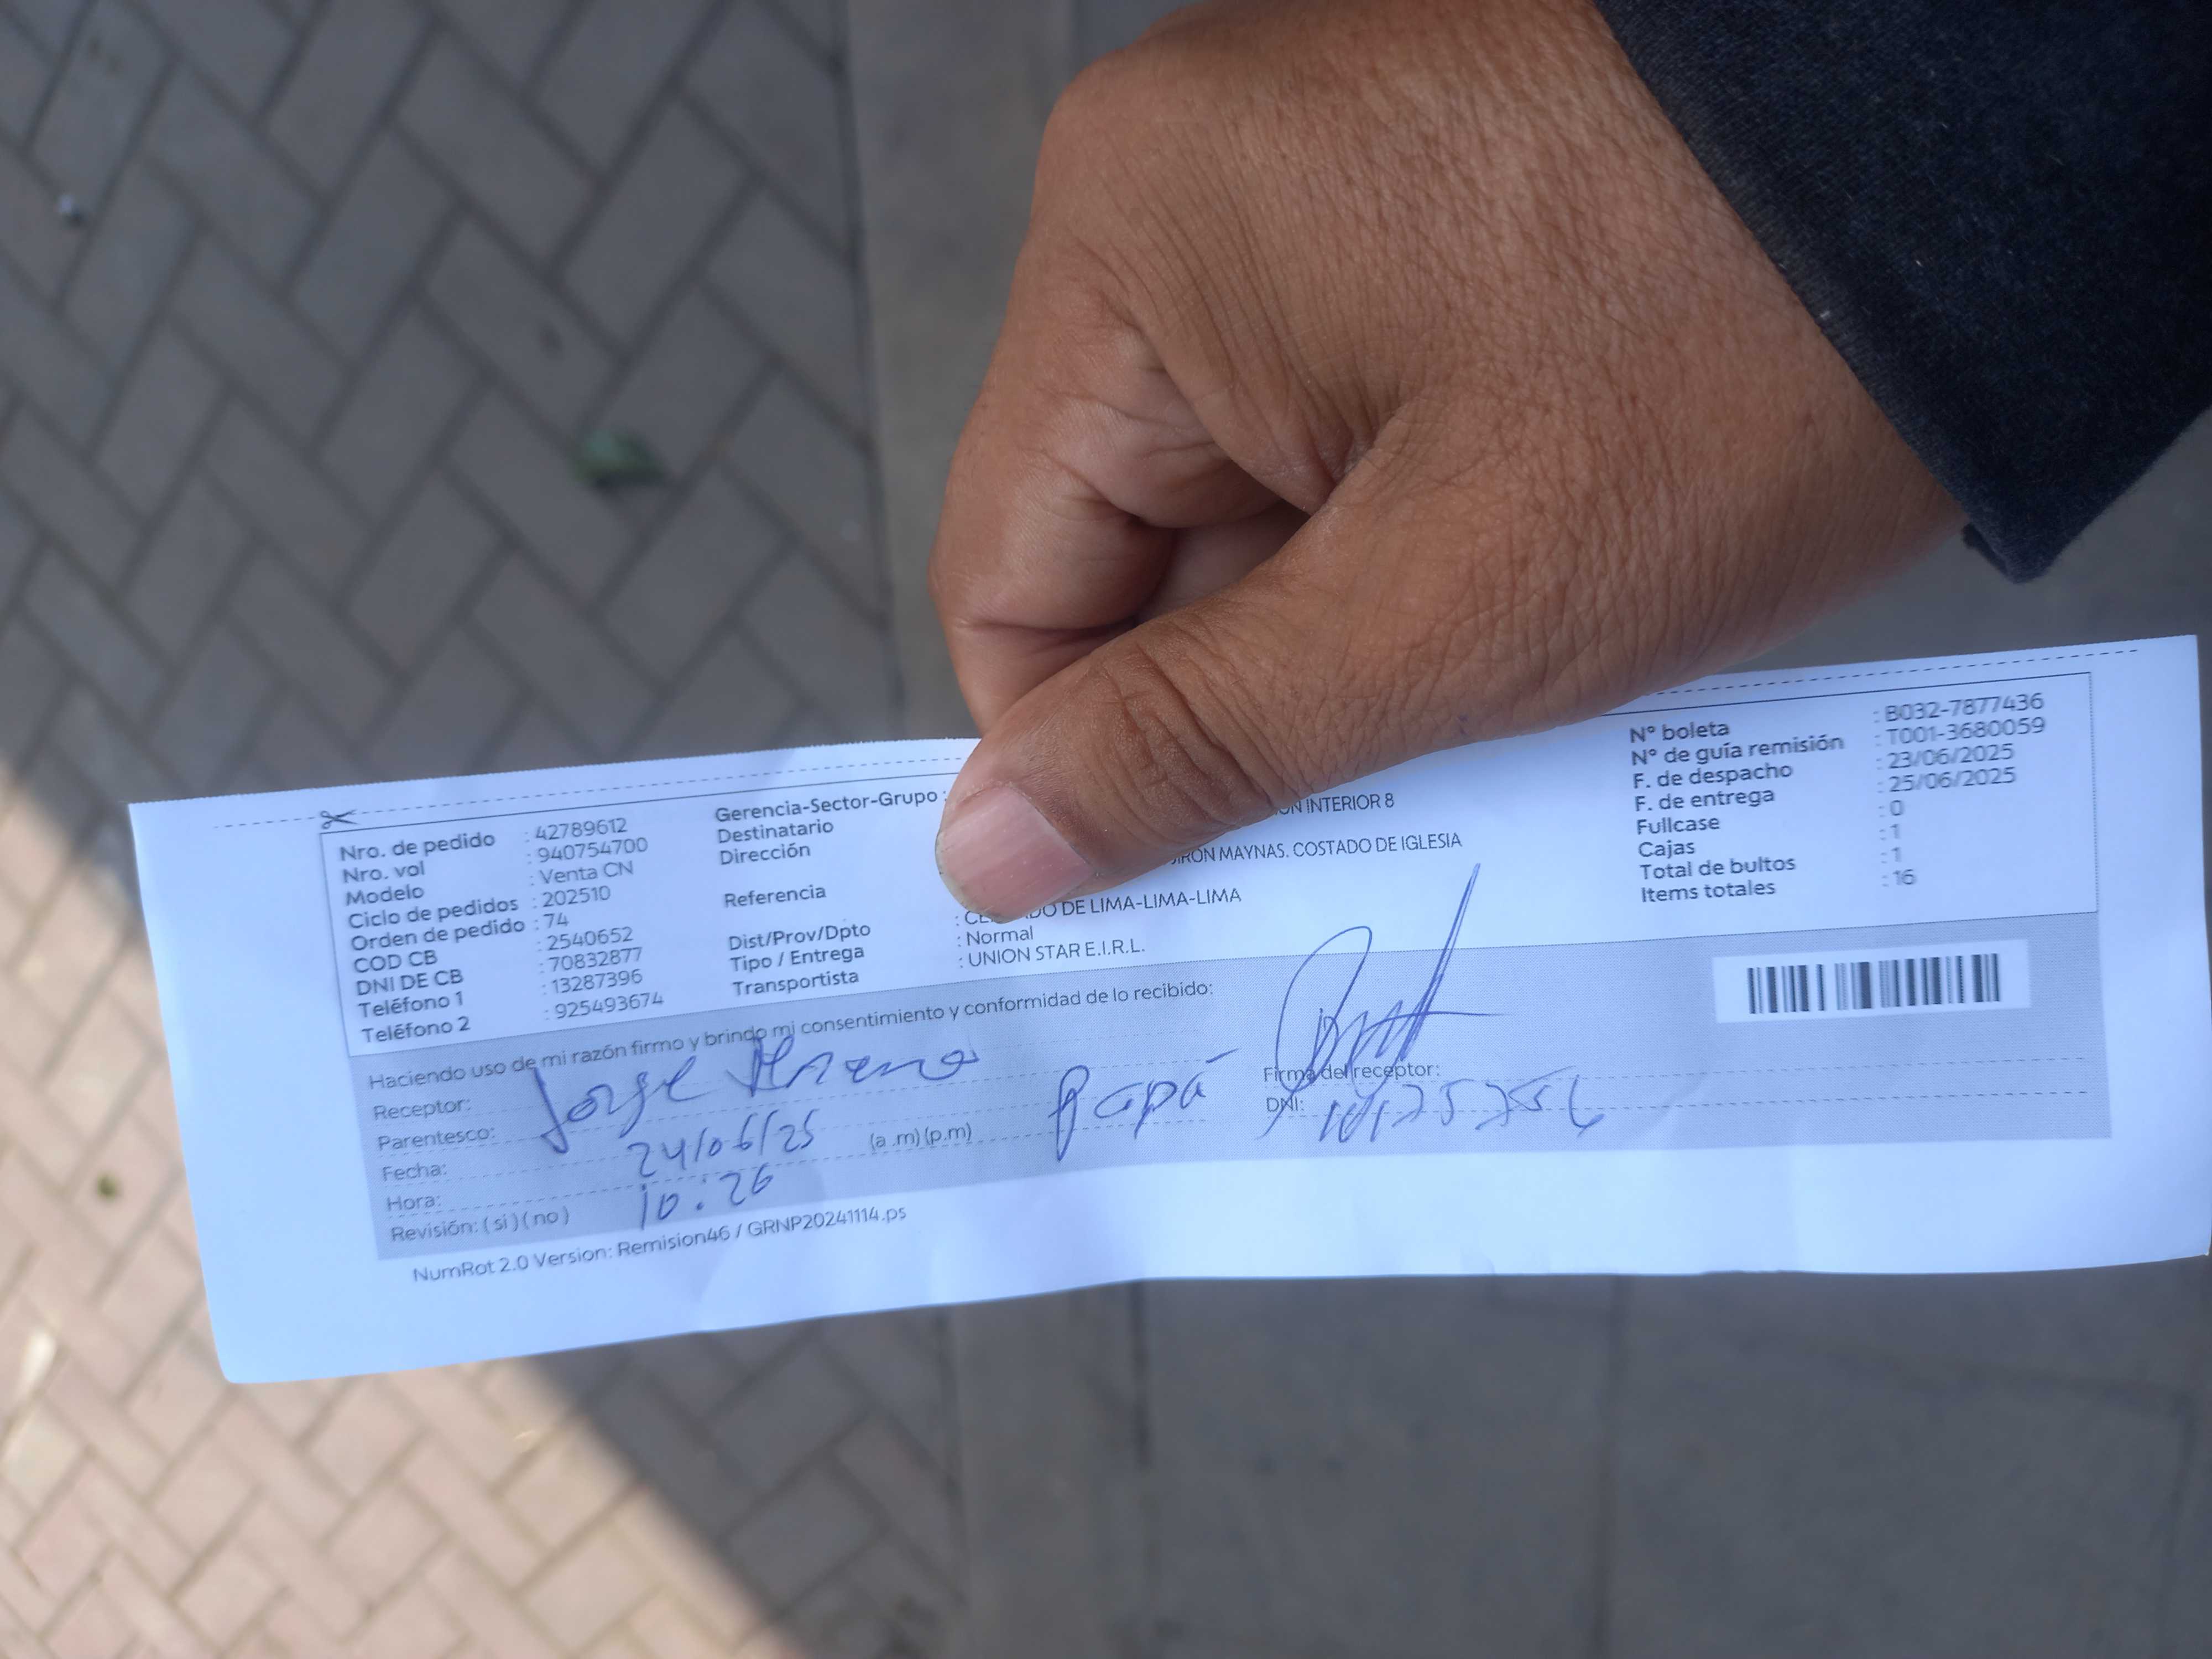 Nro. de pedido : 42789612
Nro. vol : 940754700
Modelo : Venta CN
Ciclo de pedidos : 202510
Orden de pedido : 74
COD CB : 2540652
DNI DE CB : 70832877
Teléfono 1 : 13287396
Teléfono 2 : 925493674
Gerencia-Sector-Grupo :
Destinatario
Dirección
INTERIOR 8
Referencia
MAYNAS. COSTADO DE IGLESIA
Dist/Prov/Dpto : DE LIMA-LIMA-LIMA
Tipo / Entrega : Normal
Transportista : UNION STAR E.I.R.L.
N° boleta : B032-7877436
N° de guía remisión : T001-3680059
F. de despacho : 23/06/2025
F. de entrega : 25/06/2025
Fullcase : 0
Cajas : 1
Total de bultos : 1
Items totales : 16
Haciendo uso de mi razón firmo y brindo mi consentimiento y conformidad de lo recibido:
Receptor: Jorge
Parentesco: Papá
Fecha: 24/06/25
Hora: 10:26 (a .m) (p.m)
Revisión: ( si ) ( no )
Firma del receptor:
DNI:
NumRot 2.0 Version: Remision46 / GRNP20241114.ps